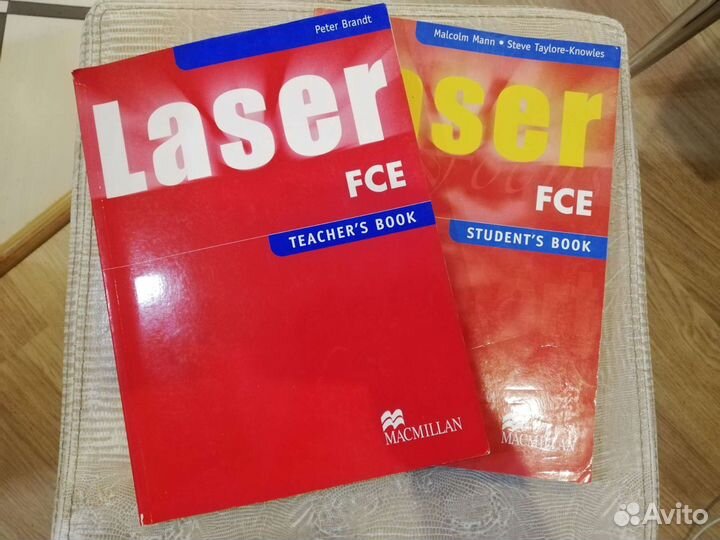 Peter Brandt
Laser
FCE
TEACHER'S BOOK
MACMILLAN
Malcolm Mann • Steve Taylore-Knowles
aser
FCE
STUDENT'S BOOK
MACMILLAN
Avito